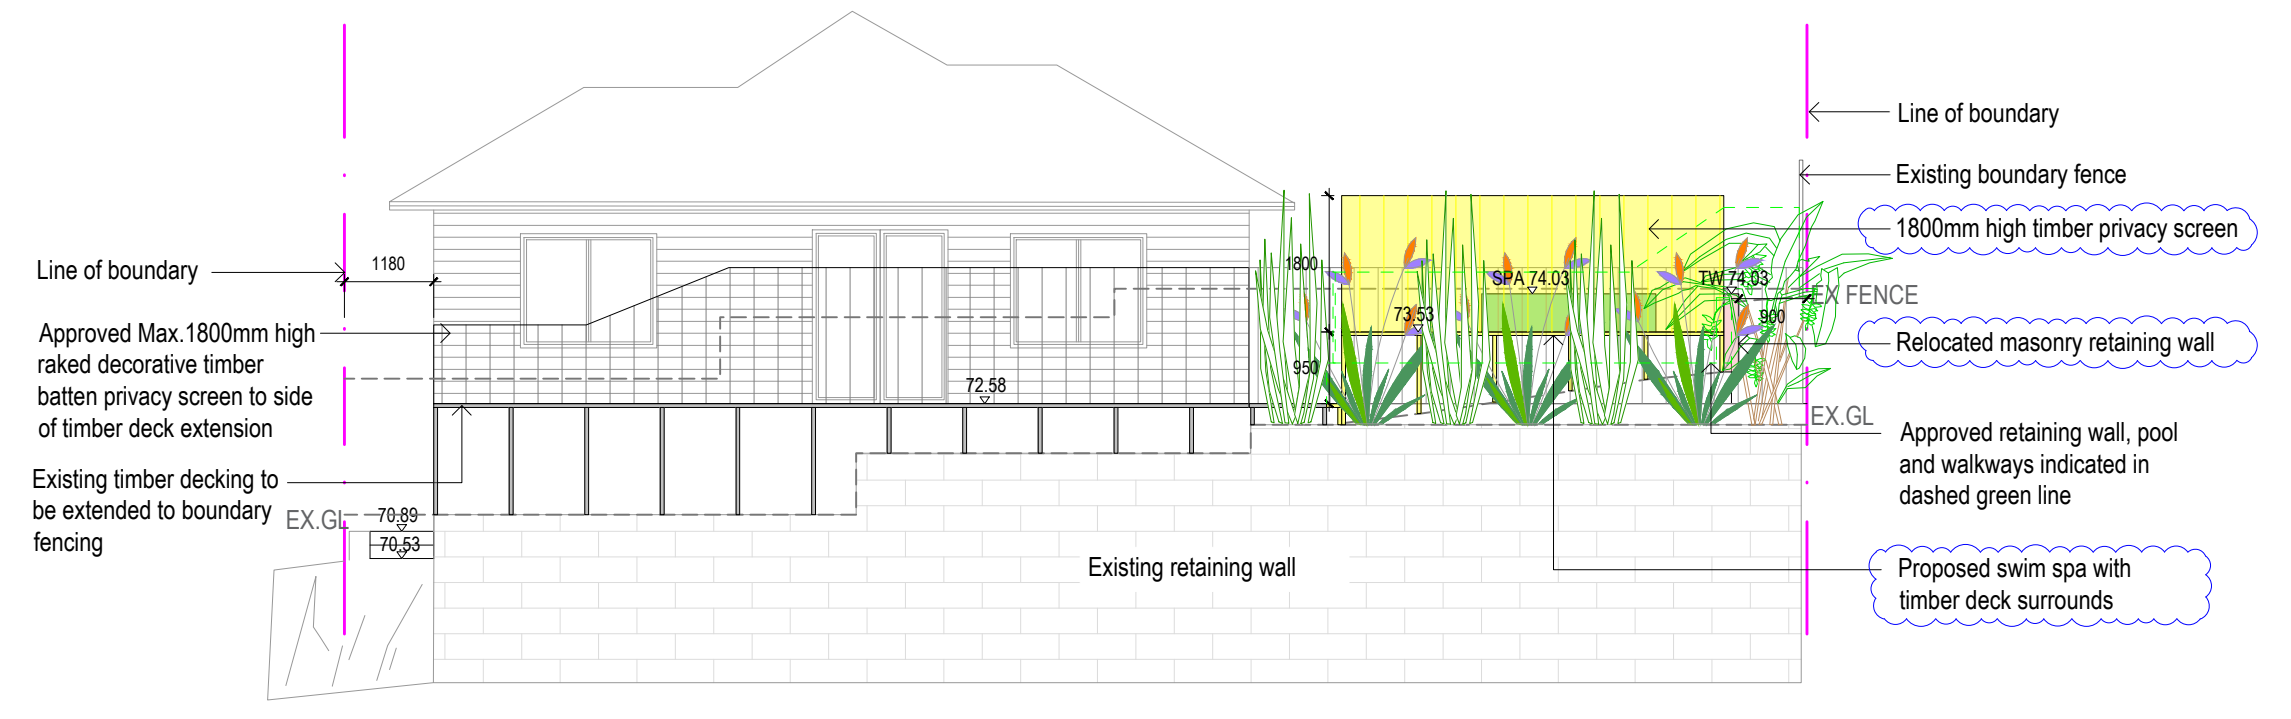 Line of boundary
1180
Approved Max.1800mm high
raked decorative timber
batten privacy screen to side
of timber deck extension
Existing timber decking to
be extended to boundary
fencing
EX.GL
70.89
70.53
72.58
Existing retaining wall
1800
950
73.53
SPA 74.03
TW 74.03
900
EX FENCE
EX.GL
Line of boundary
Existing boundary fence
1800mm high timber privacy screen
Relocated masonry retaining wall
Approved retaining wall, pool
and walkways indicated in
dashed green line
Proposed swim spa with
timber deck surrounds